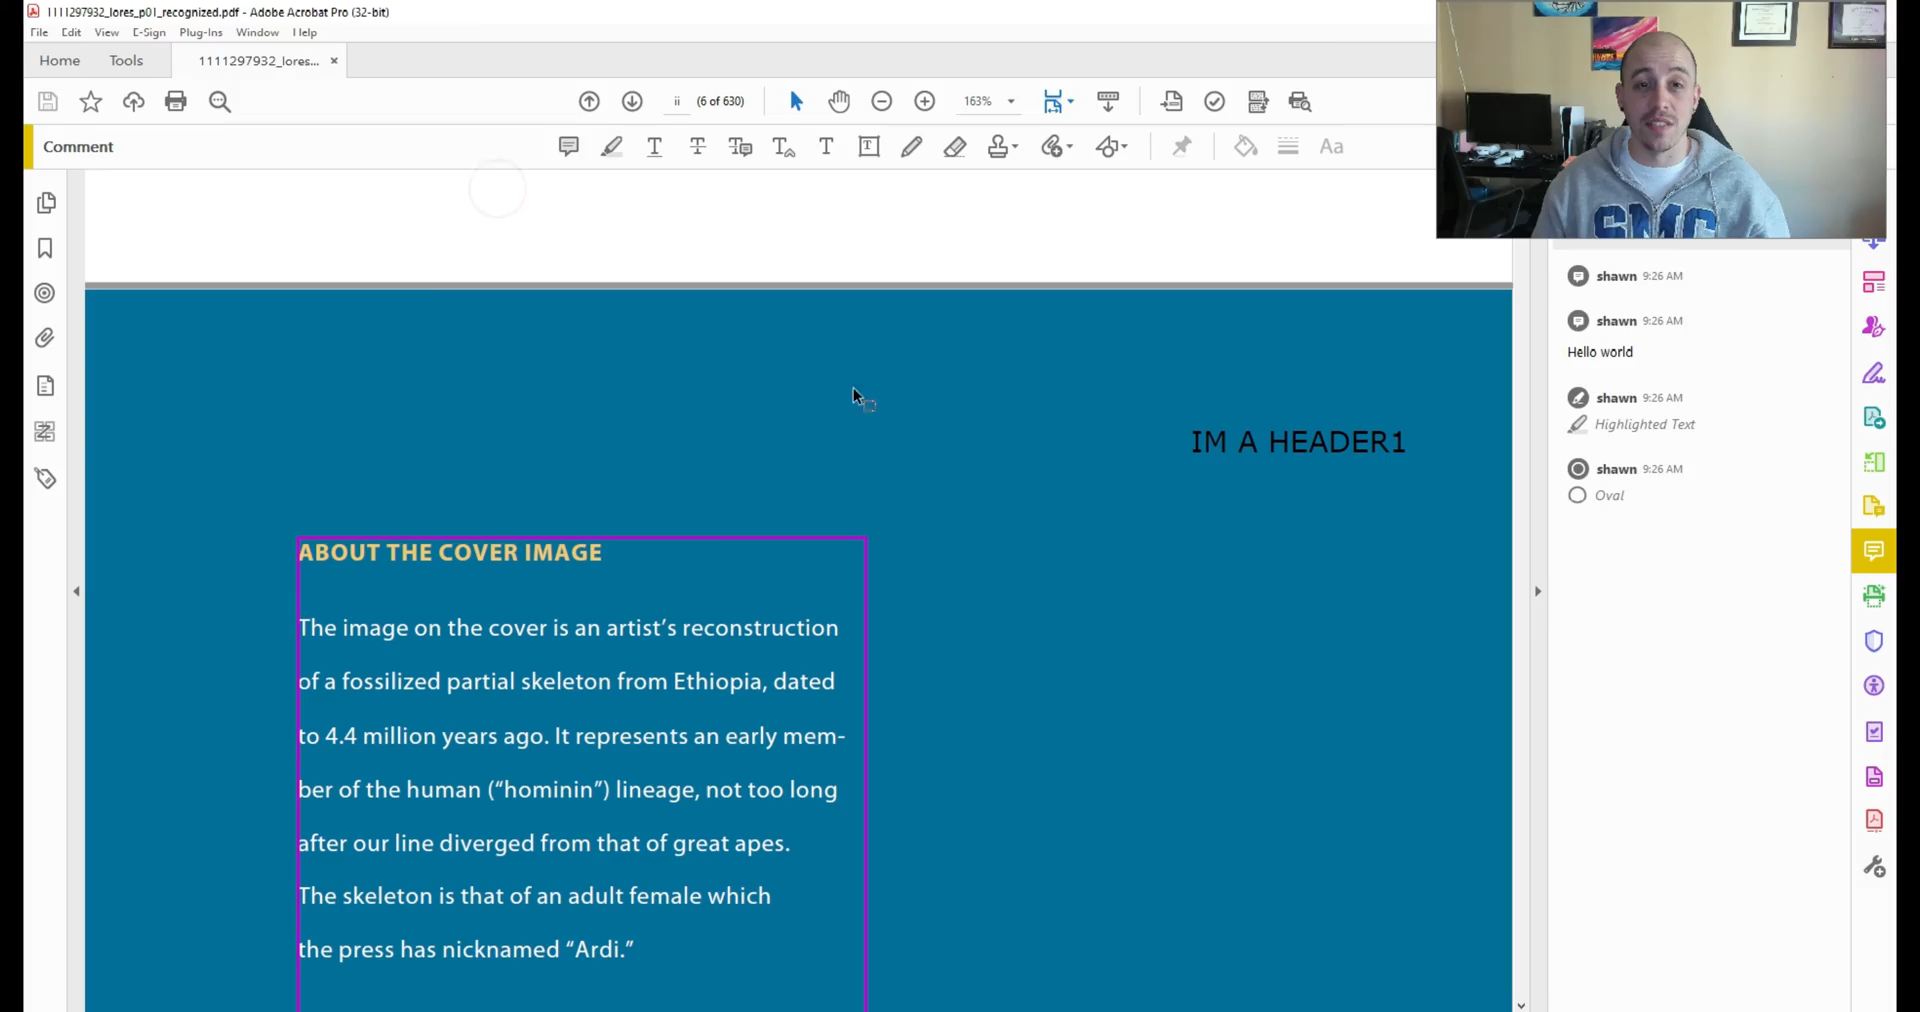 1111297932_lores_p01_recognized.pdf - Adobe Acrobat Pro (32-bit)
File Edit View E-Sign Plug-Ins Window Help
Home Tools 1111297932_lores... ×
ii (6 of 630) 163%
Comment
IM A HEADER1
ABOUT THE COVER IMAGE
The image on the cover is an artist’s reconstruction
of a fossilized partial skeleton from Ethiopia, dated
to 4.4 million years ago. It represents an early mem-
ber of the human (“hominin”) lineage, not too long
after our line diverged from that of great apes.
The skeleton is that of an adult female which
the press has nicknamed “Ardi.”
shawn 9:26 AM
shawn 9:26 AM
Hello world
shawn 9:26 AM
Highlighted Text
shawn 9:26 AM
Oval
SMC